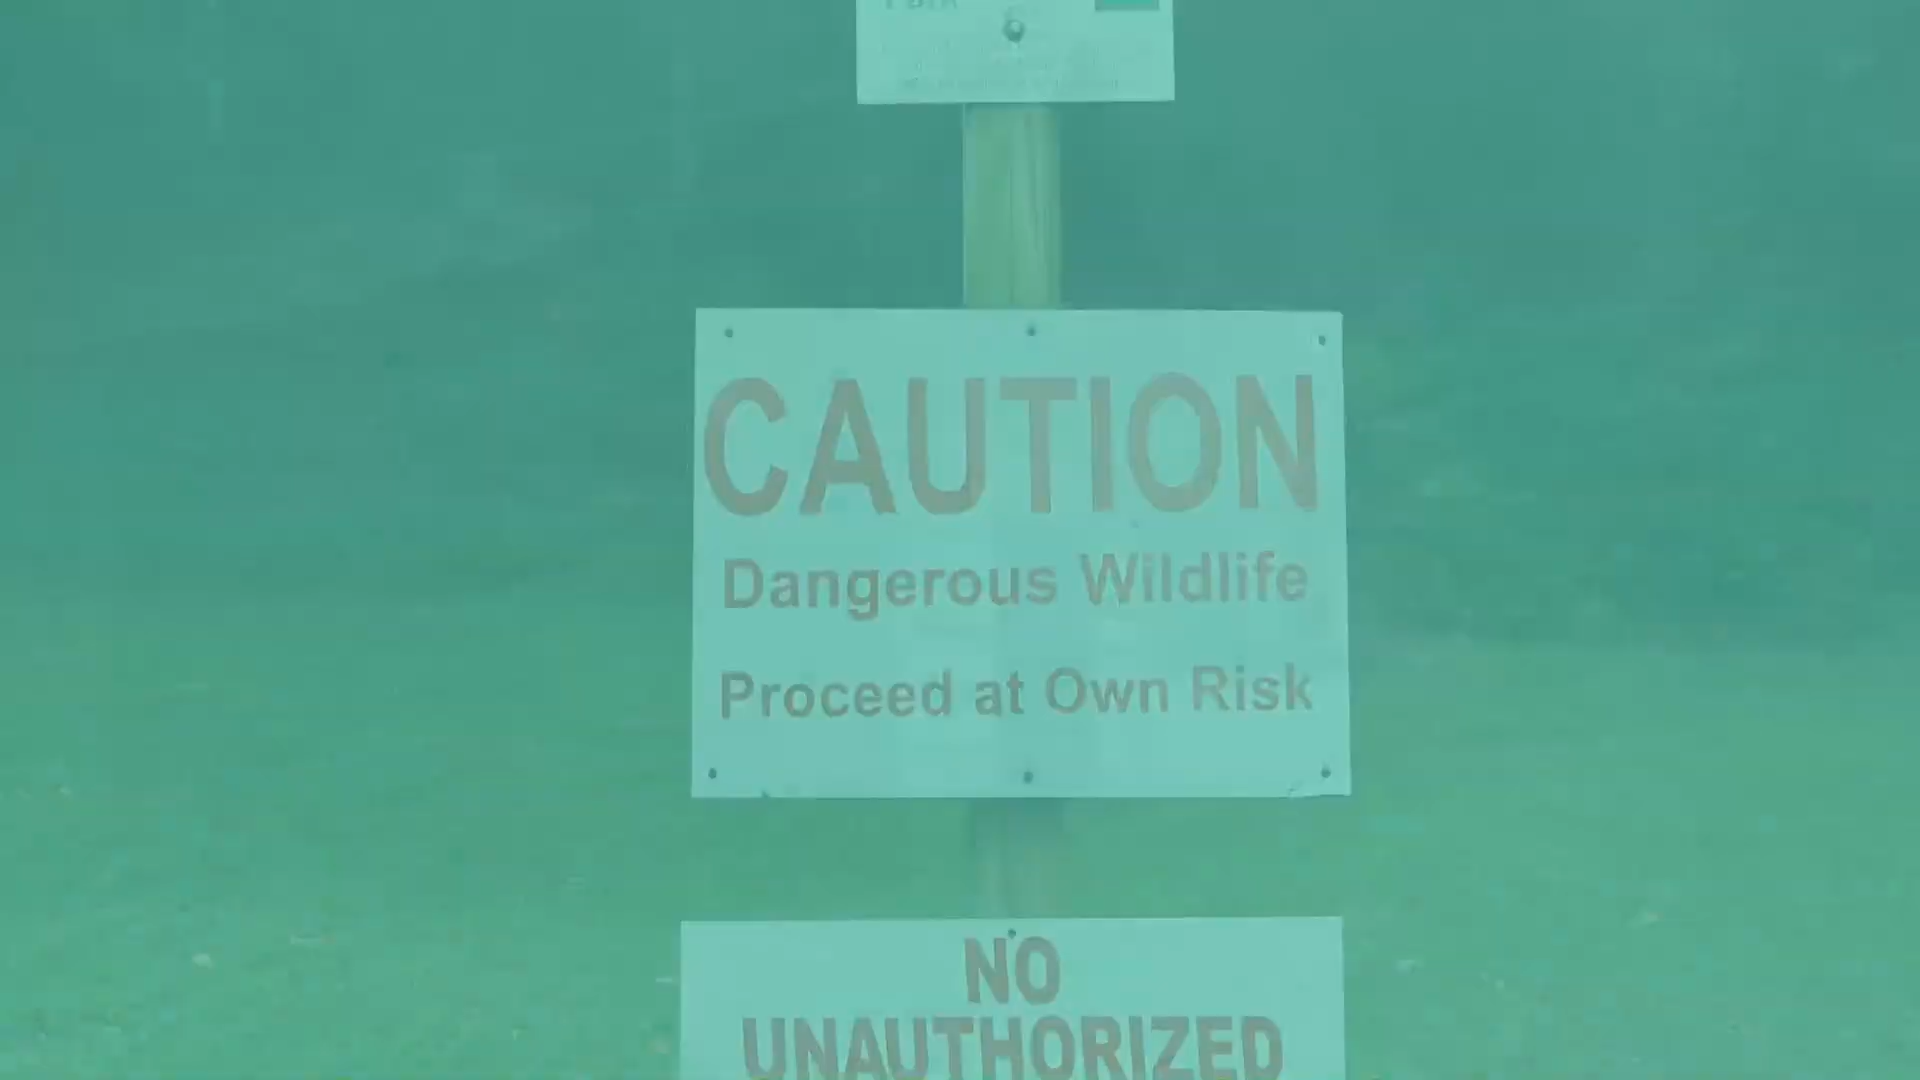 CAUTION
Dangerous Wildlife
Proceed at Own Risk
NO
UNAUTHORIZED